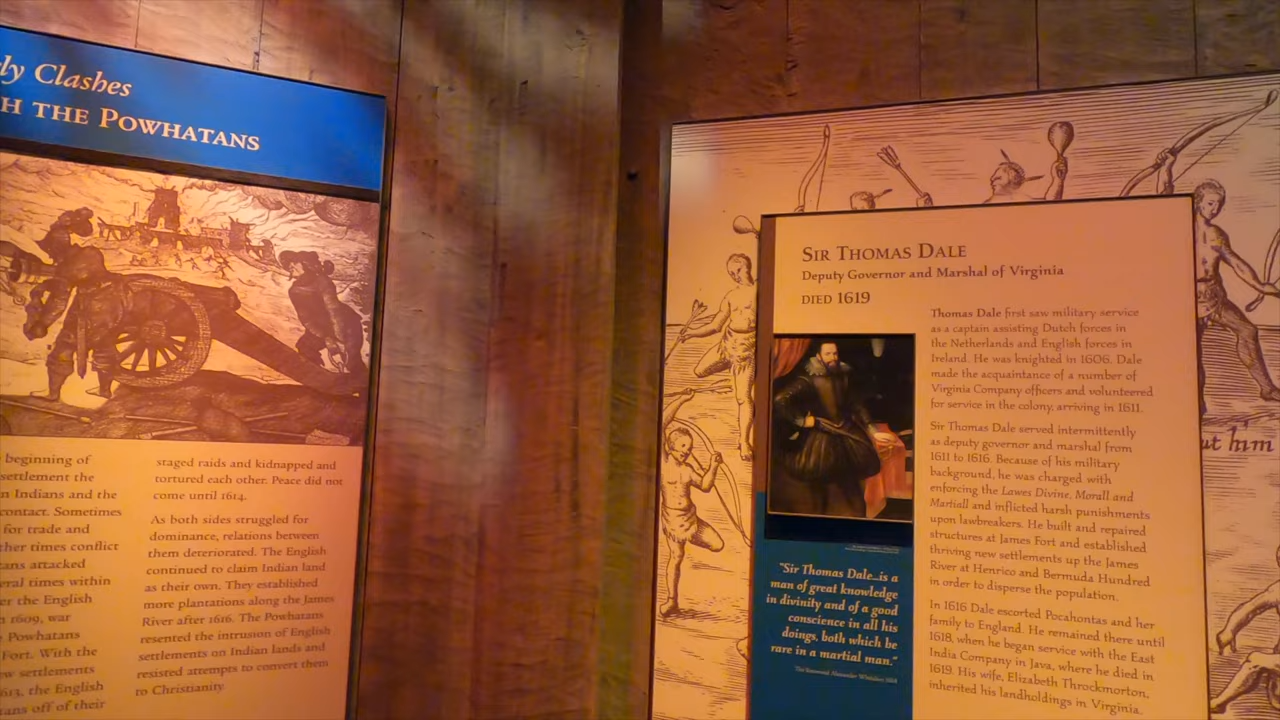 ly Clashes
H THE POWHATANS
beginning of
settlement the
n Indians and the
contact. Sometimes
for trade and
her times conflict
ans attacked
eral times within
er the English
1609, war
Powhatans
Fort. With the
w settlements
1613, the English
tans off of their
staged raids and kidnapped and
tortured each other. Peace did not
come until 1614.
As both sides struggled for
dominance, relations between
them deteriorated. The English
continued to claim Indian land
as their own. They established
more plantations along the James
River after 1616. The Powhatans
resented the intrusion of English
settlements on Indian lands and
resisted attempts to convert them
to Christianity.
SIR THOMAS DALE
Deputy Governor and Marshal of Virginia
DIED 1619
"Sir Thomas Dale...is a
man of great knowledge
in divinity and of a good
conscience in all his
doings, both which be
rare in a martial man."
The Reverend Alexander Whitaker, 1614
Thomas Dale first saw military service
as a captain assisting Dutch forces in
the Netherlands and English forces in
Ireland. He was knighted in 1606. Dale
made the acquaintance of a number of
Virginia Company officers and volunteered
for service in the colony, arriving in 1611.
Sir Thomas Dale served intermittently
as deputy governor and marshal from
1611 to 1616. Because of his military
background, he was charged with
enforcing the Lawes Divine, Morall and
Martiall and inflicted harsh punishments
upon lawbreakers. He built and repaired
structures at James Fort and established
thriving new settlements up the James
River at Henrico and Bermuda Hundred
in order to disperse the population.
In 1616 Dale escorted Pocahontas and her
family to England. He remained there until
1618, when he began service with the East
India Company in Java, where he died in
1619. His wife, Elizabeth Throckmorton,
inherited his landholdings in Virginia.
ut him